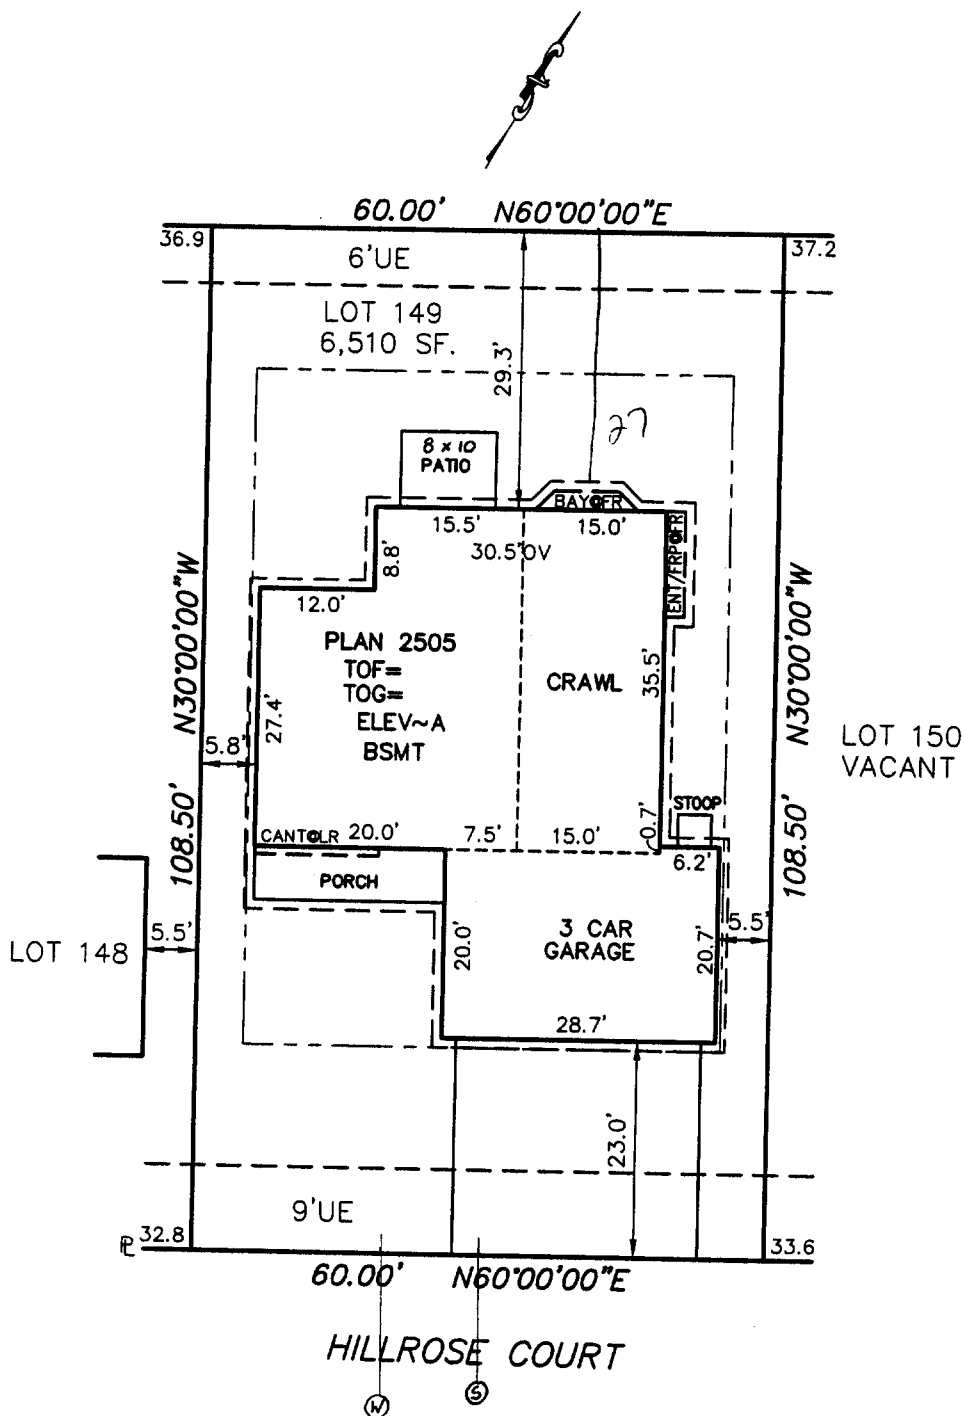 60.00' N60°00'00"E
36.9
37.2
6'UE
LOT 149
6,510 SF.
29.3'
8 x 10
PATIO
BAY@FR
15.5'
15.0'
30.5'OV
8.8'
ENT/FRP@FR
12.0'
N30°00'00"W
N30°00'00"W
PLAN 2505
TOF=
TOG=
ELEV~A
BSMT
CRAWL
35.5'
27.4'
5.8'
LOT 150
VACANT
108.50'
108.50'
STOOP
CANT@LR
20.0'
7.5'
15.0'
0.7'
6.2'
PORCH
LOT 148
5.5'
20.0'
3 CAR
GARAGE
20.7'
5.5'
28.7'
23.0'
9'UE
PL
32.8
33.6
60.00' N60°00'00"E
HILLROSE COURT
W
S